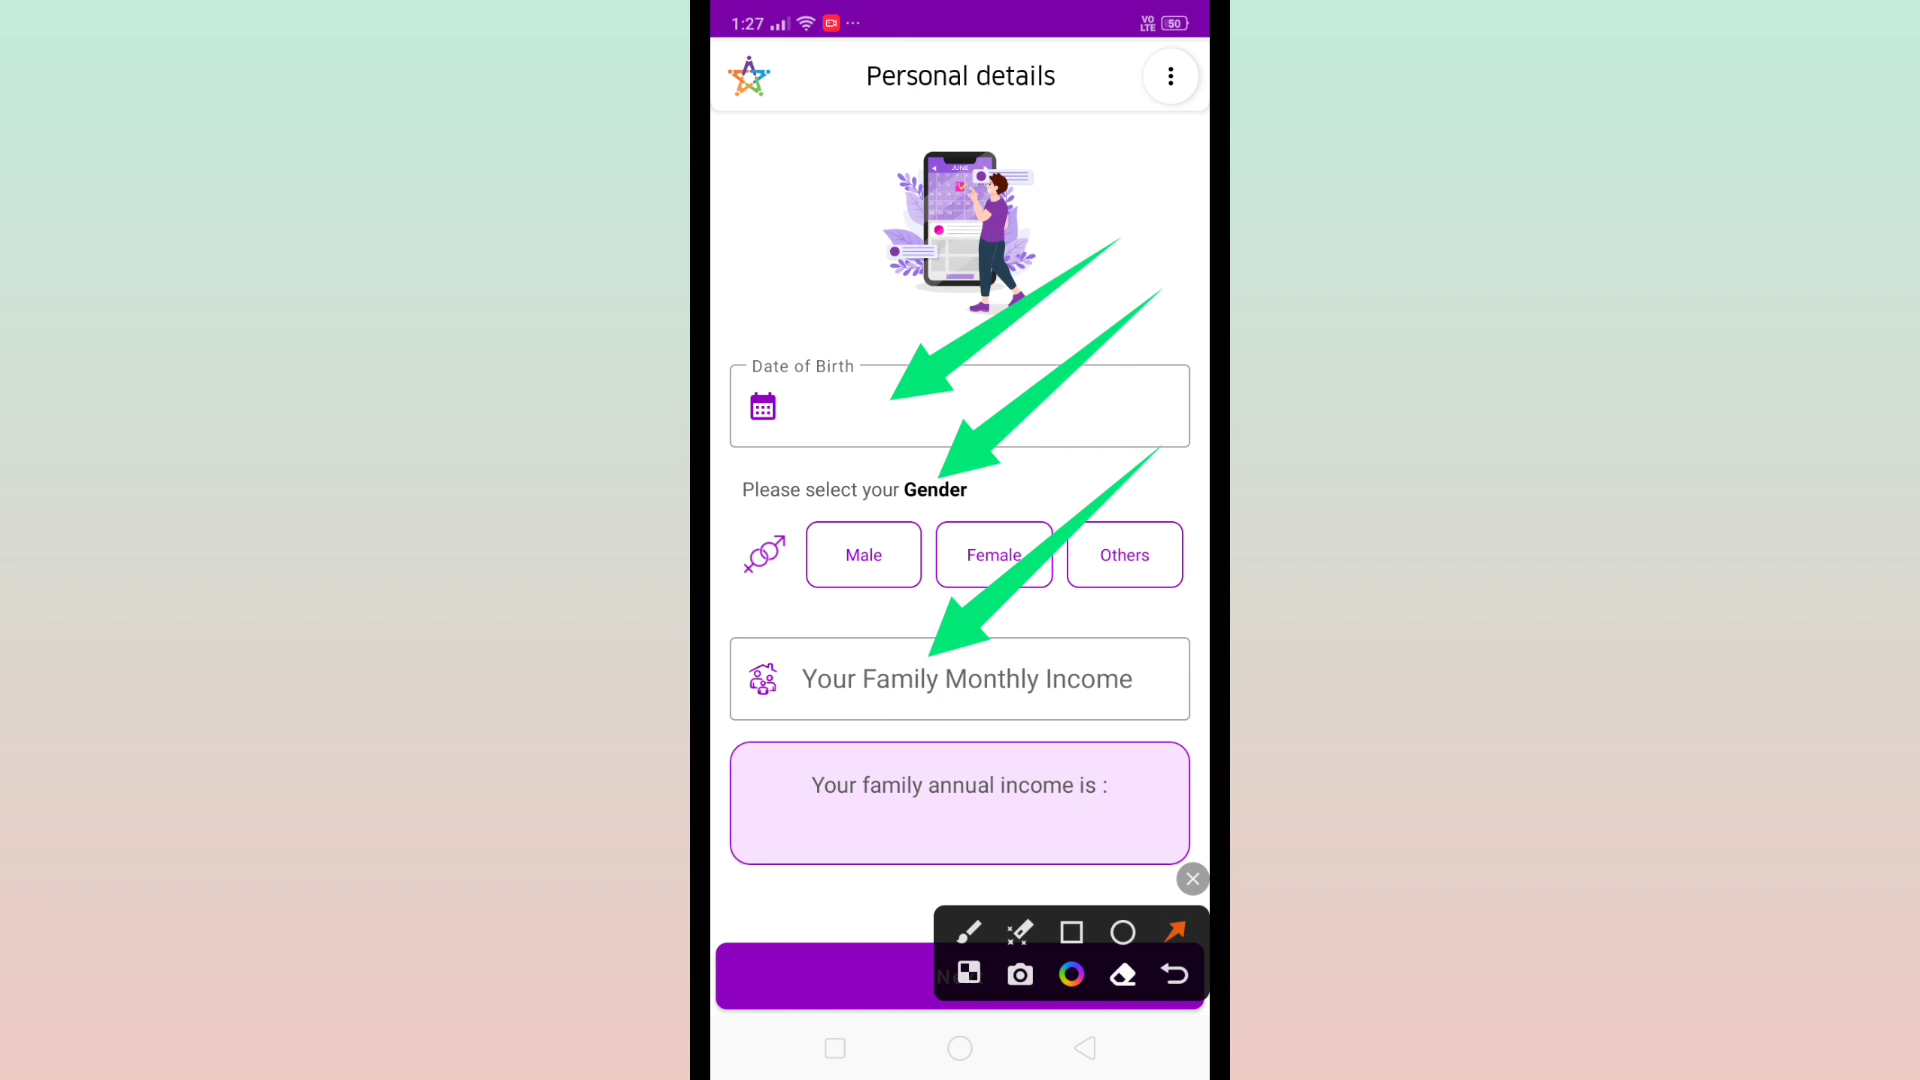 1:27
VO
LTE
50
Personal details
JUNE
Date of Birth
Please select your Gender
Male
Female
Others
Your Family Monthly Income
Your family annual income is :